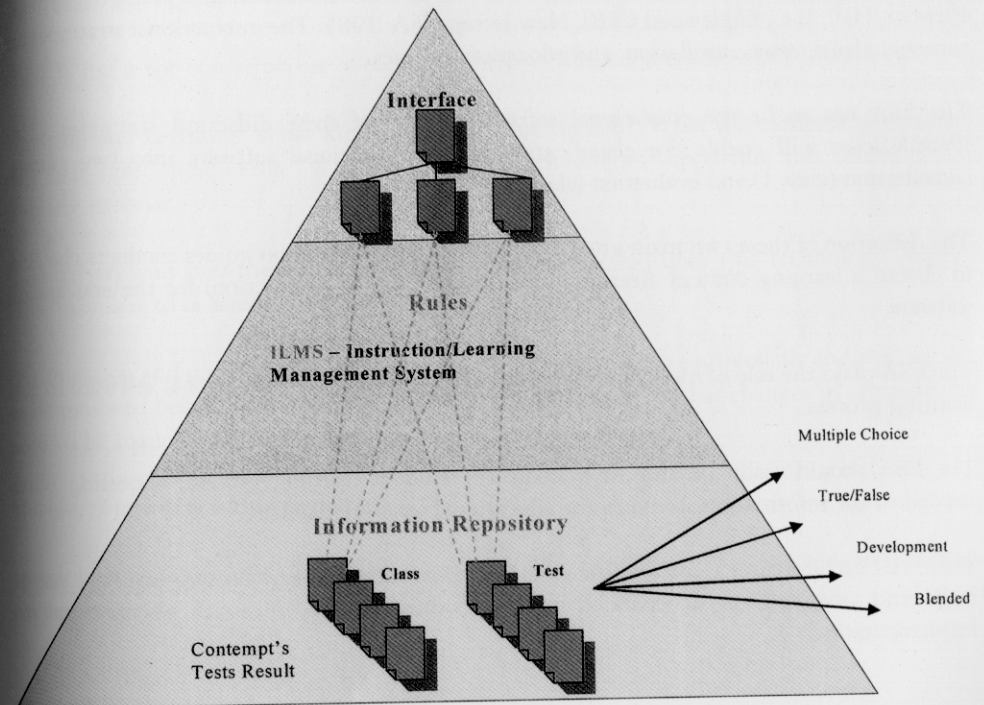 Interface
Rules
ILMS – Instruction/Learning
Management System
Multiple Choice
True/False
Development
Blended
Information Repository
Class
Test
Contempt's
Tests Result